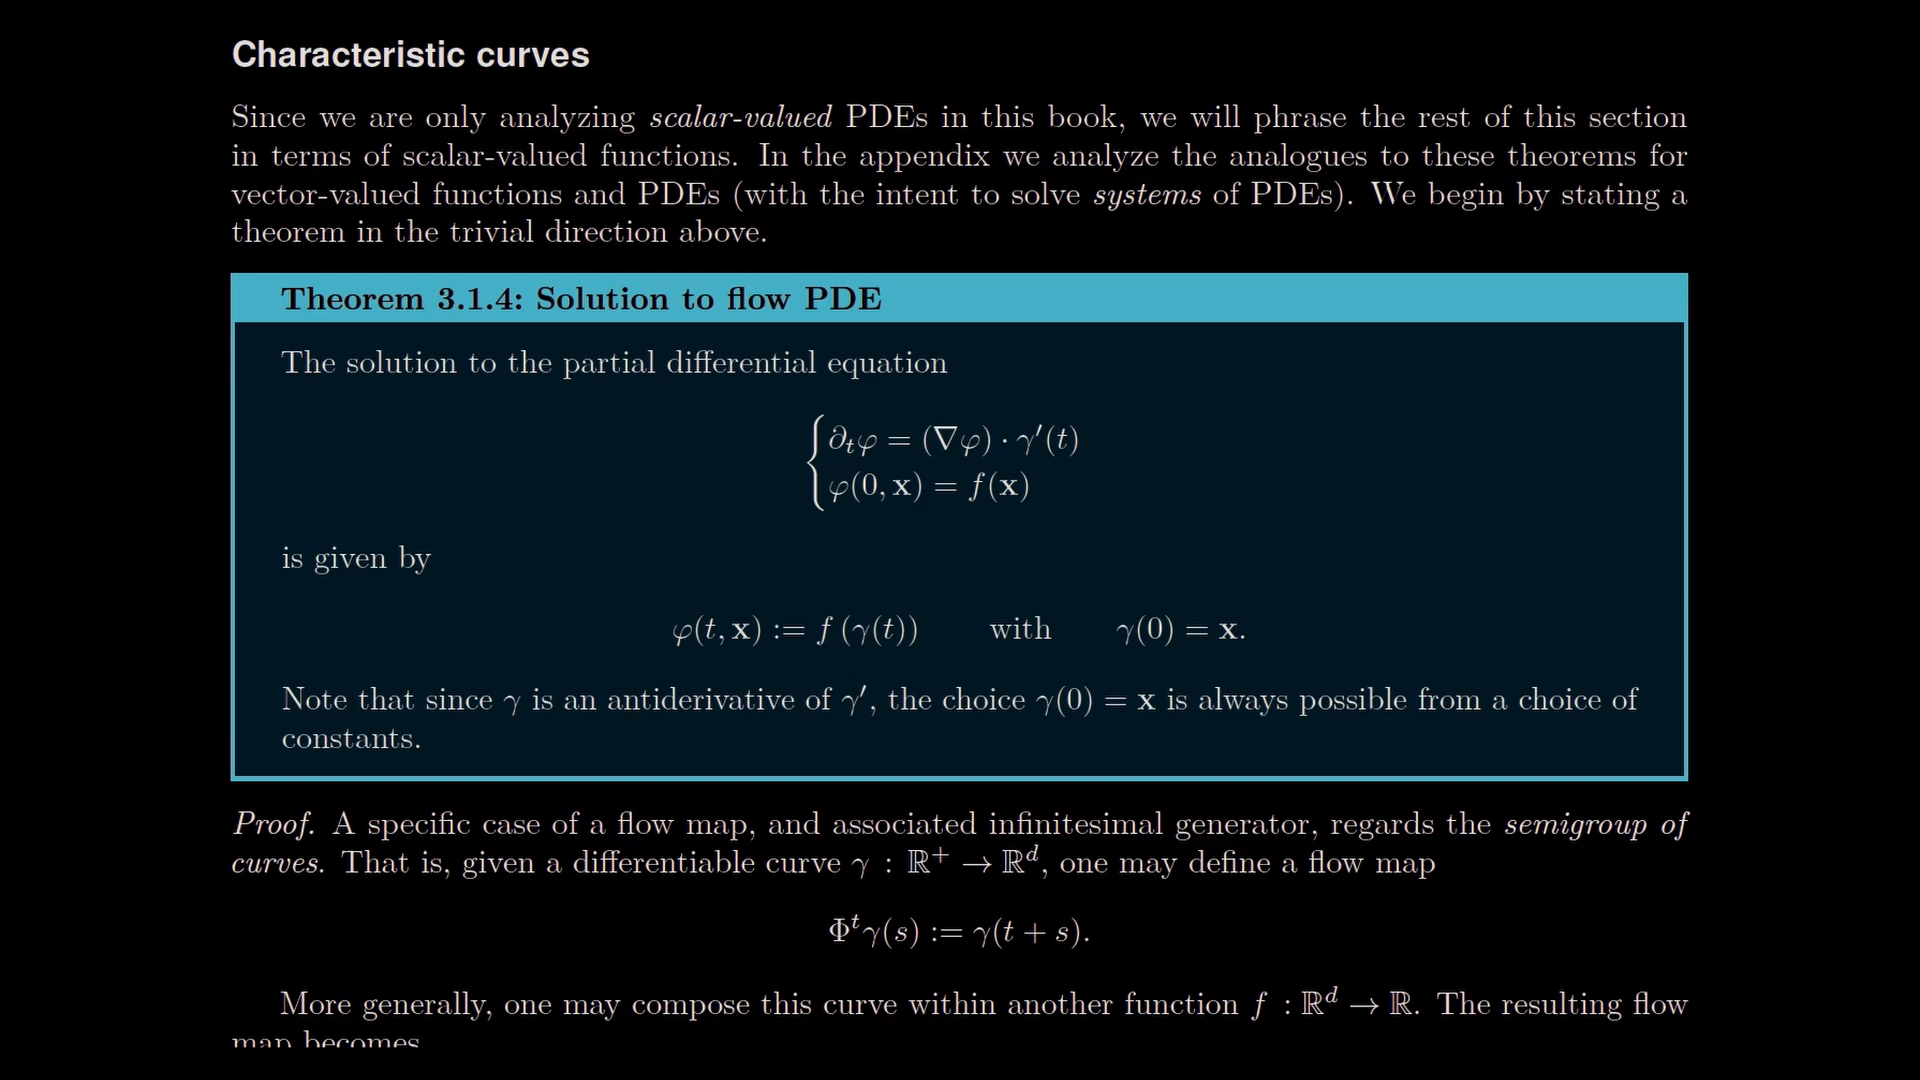 Characteristic curves
Since we are only analyzing scalar-valued PDEs in this book, we will phrase the rest of this section
in terms of scalar-valued functions. In the appendix we analyze the analogues to these theorems for
vector-valued functions and PDEs (with the intent to solve systems of PDEs). We begin by stating a
theorem in the trivial direction above.
Theorem 3.1.4: Solution to flow PDE
The solution to the partial differential equation
∂ₜφ = (∇φ) · γ′(t)
φ(0, x) = f(x)
is given by
φ(t, x) := f (γ(t)) with γ(0) = x.
Note that since γ is an antiderivative of γ′, the choice γ(0) = x is always possible from a choice of
constants.
Proof. A specific case of a flow map, and associated infinitesimal generator, regards the semigroup of
curves. That is, given a differentiable curve γ : ℝ⁺ → ℝᵈ, one may define a flow map
Φᵗγ(s) := γ(t + s).
More generally, one may compose this curve within another function f : ℝᵈ → ℝ. The resulting flow
map becomes